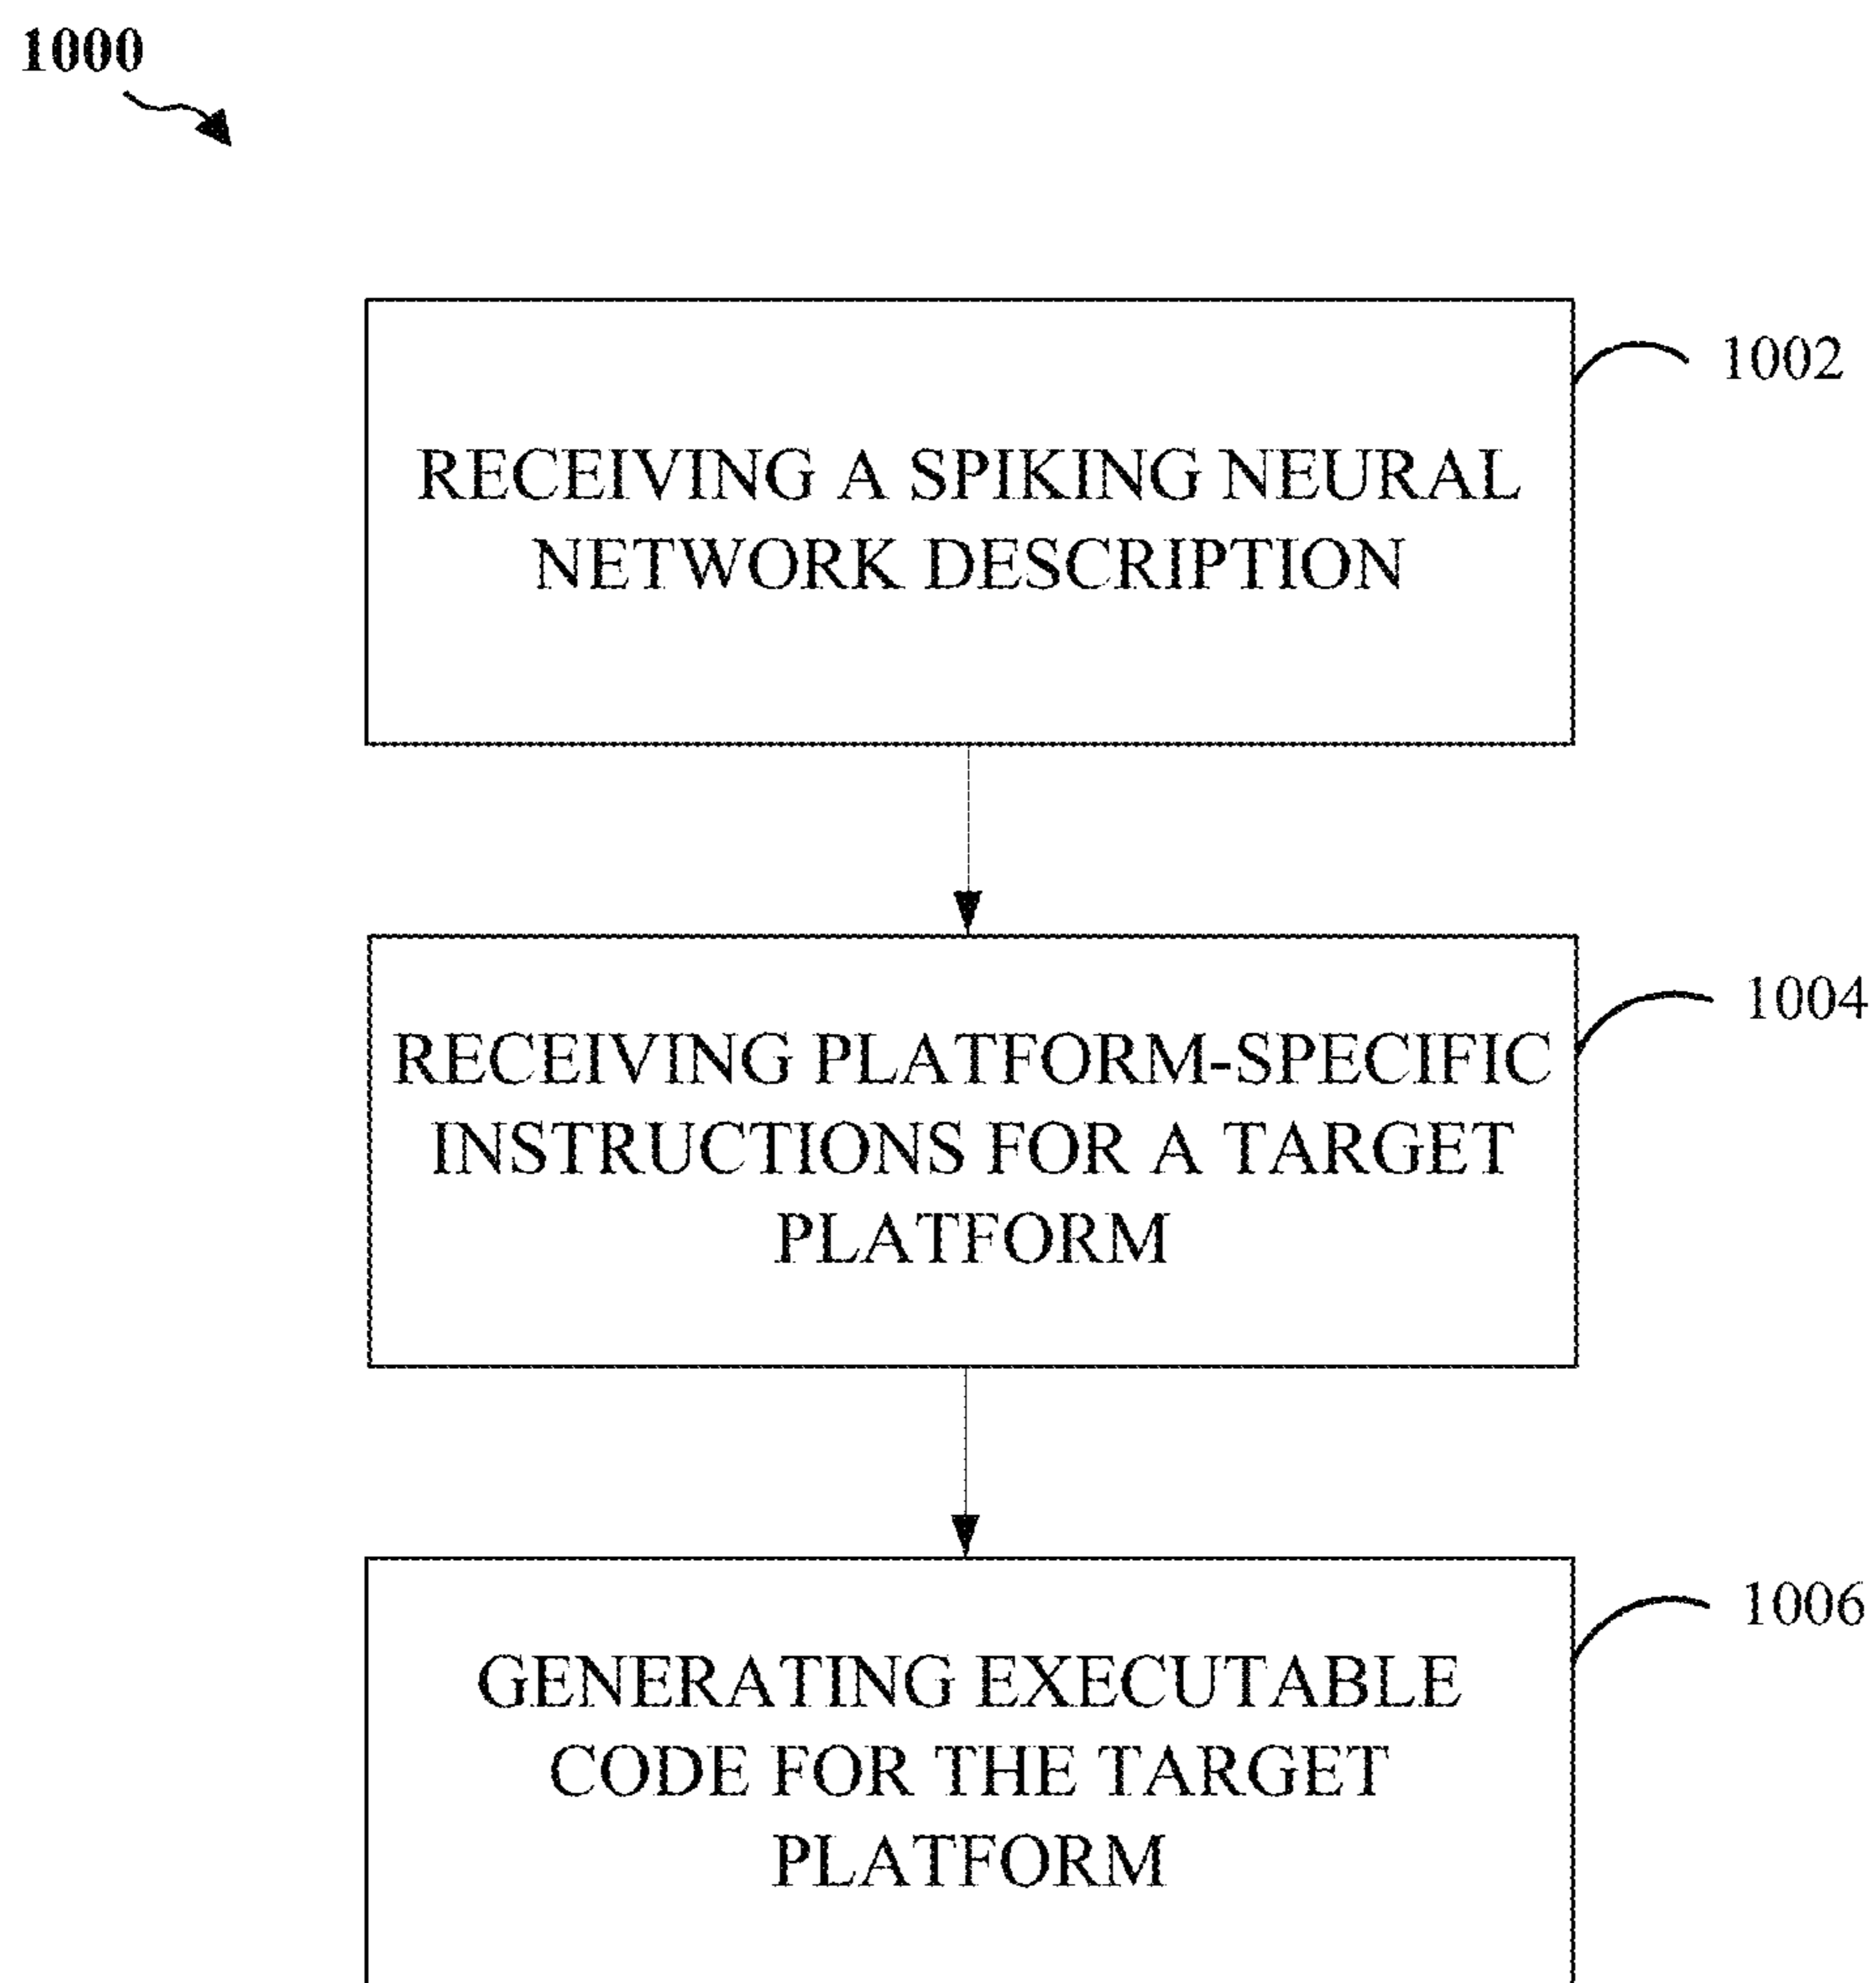 1000
1002
RECEIVING A SPIKING NEURAL
NETWORK DESCRIPTION
1004
RECEIVING PLATFORM-SPECIFIC
INSTRUCTIONS FOR A TARGET
PLATFORM
1006
GENERATING EXECUTABLE
CODE FOR THE TARGET
PLATFORM